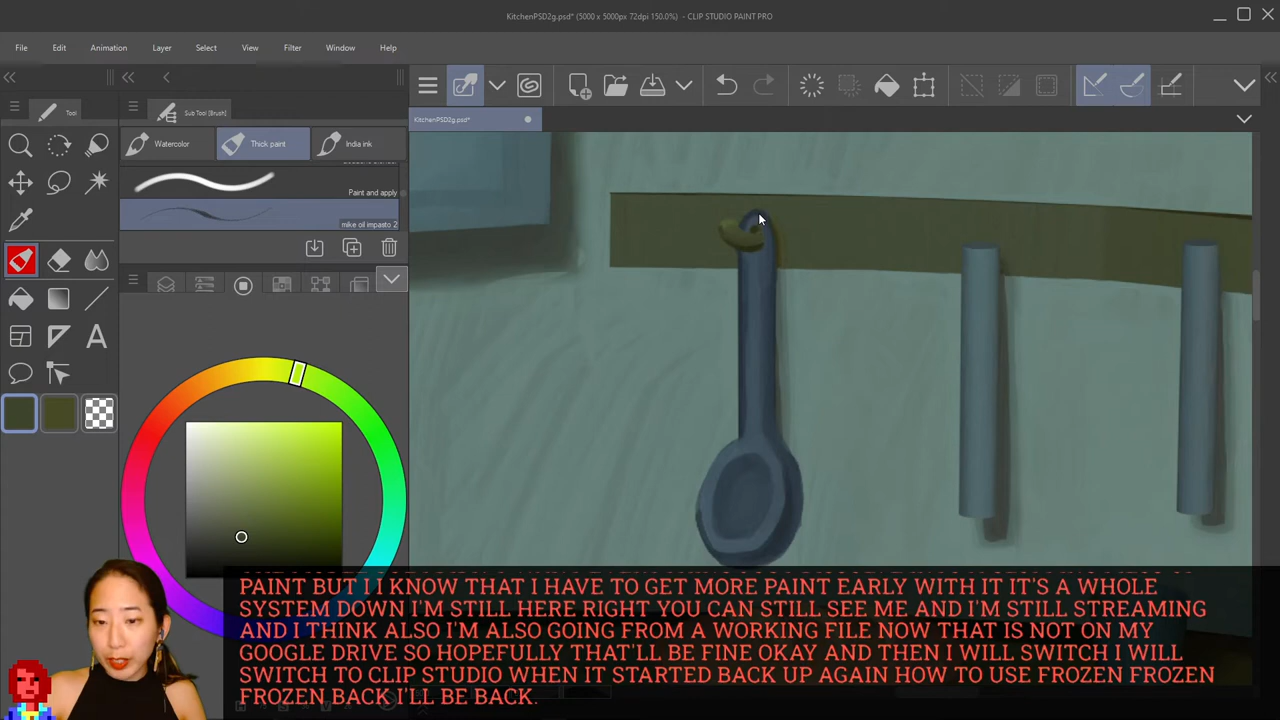 KitchenPSD2g.psd* (5000 x 5000px 72dpi 150.0%) - CLIP STUDIO PAINT PRO
File Edit Animation Layer Select View Filter Window Help
Tool
Sub Tool [Brush]
KitchenPSD2g.psd*
Watercolor Thick paint India ink
Paint and apply
mike oil impasto 2
PAINT BUT I I KNOW THAT I HAVE TO GET MORE PAINT EARLY WITH IT IT'S A WHOLE
SYSTEM DOWN I'M STILL HERE RIGHT YOU CAN STILL SEE ME AND I'M STILL STREAMING
AND I THINK ALSO I'M ALSO GOING FROM A WORKING FILE NOW THAT IS NOT ON MY
GOOGLE DRIVE SO HOPEFULLY THAT'LL BE FINE OKAY AND THEN I WILL SWITCH I WILL
SWITCH TO CLIP STUDIO WHEN IT STARTED BACK UP AGAIN HOW TO USE FROZEN FROZEN
FROZEN BACK I'LL BE BACK.